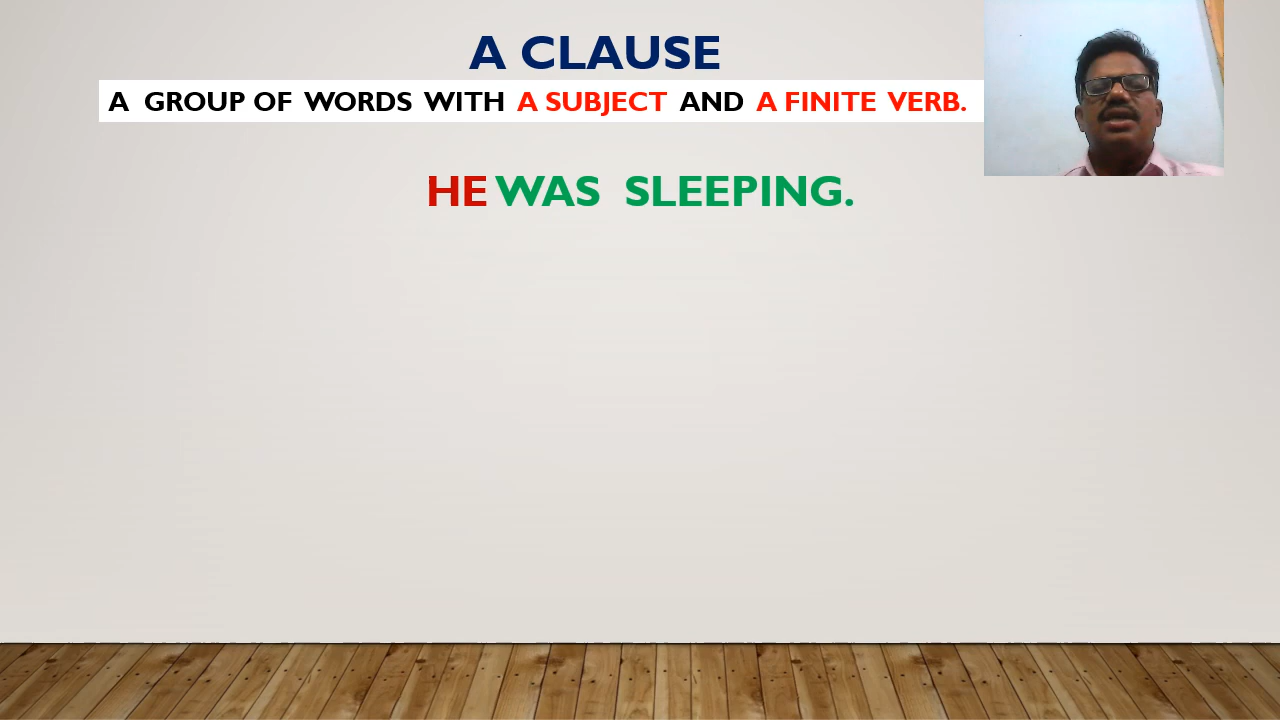 A CLAUSE
A GROUP OF WORDS WITH A SUBJECT AND A FINITE VERB.
HE WAS SLEEPING.